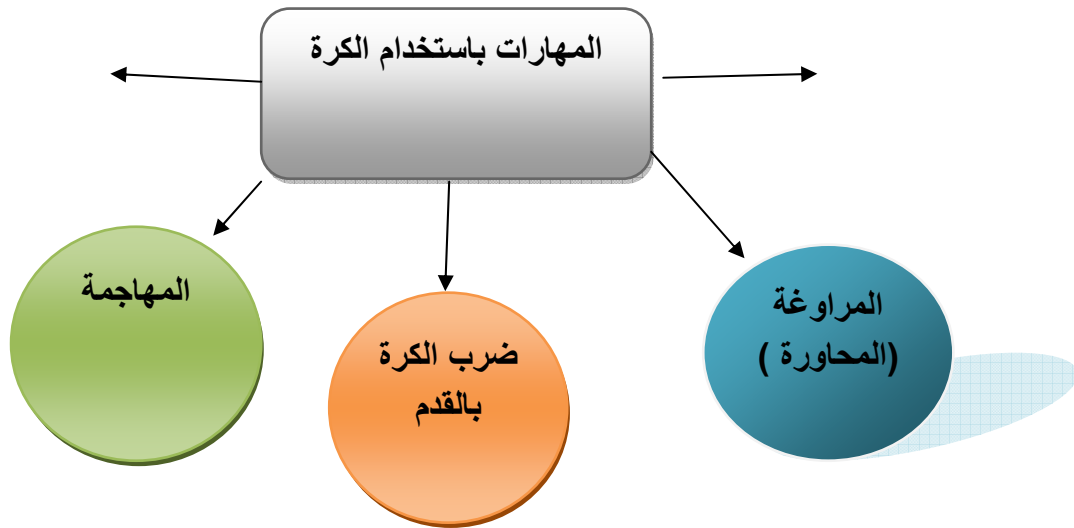 المهارات باستخدام الكرة
المراوغة
(المحاورة )
ضرب الكرة
بالقدم
المهاجمة